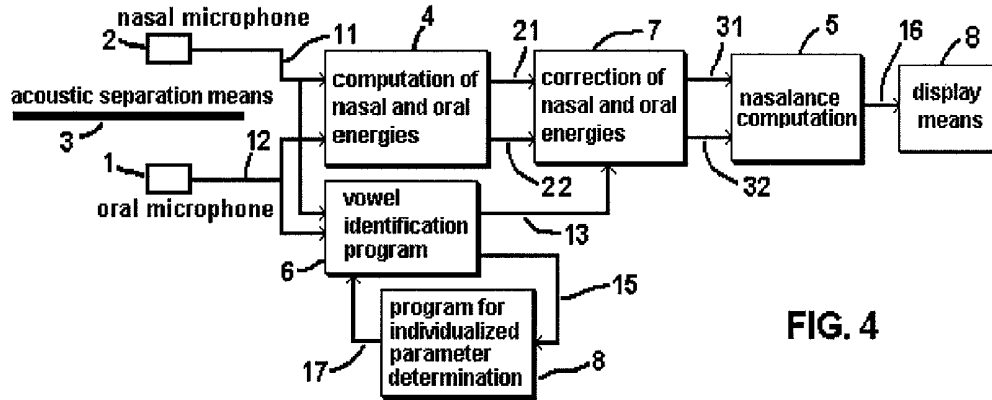 nasal microphone
2
11
4
21
7
31
5
16
8
computation of
nasal and oral
energies
correction of
nasal and oral
energies
nasalance
computation
display
means
acoustic separation means
3
12
1
oral microphone
22
32
vowel
identification
program
6
13
15
program for
individualized
parameter
determination
17
8
FIG. 4